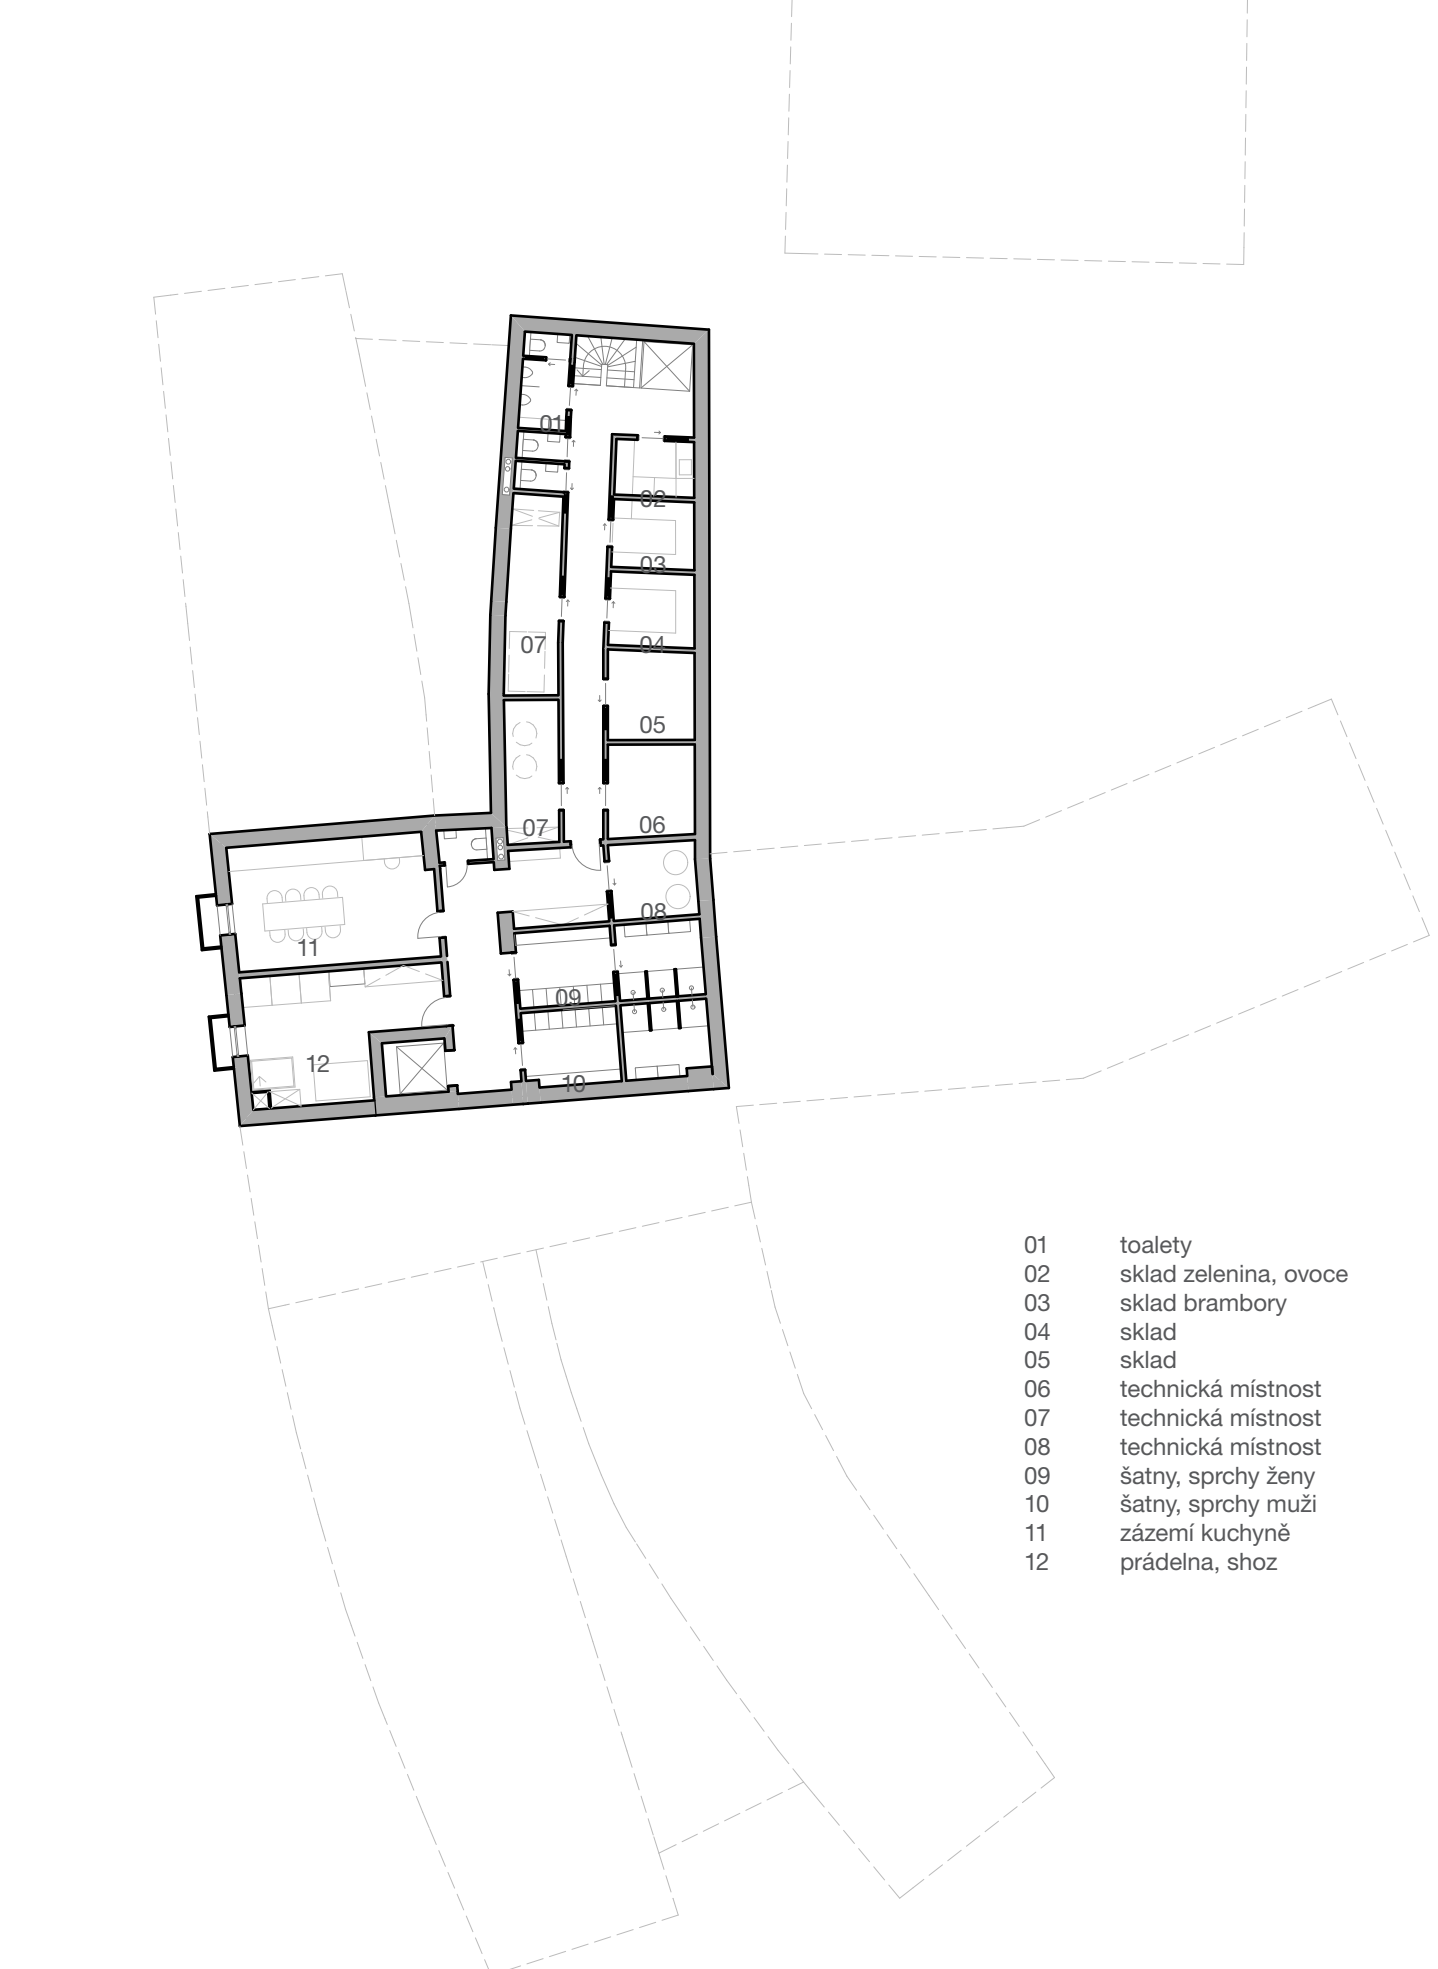 01
02
03
04
07
05
07
06
08
11
09
12
10
01 toalety
02 sklad zelenina, ovoce
03 sklad brambory
04 sklad
05 sklad
06 technická místnost
07 technická místnost
08 technická místnost
09 šatny, sprchy ženy
10 šatny, sprchy muži
11 zázemí kuchyně
12 prádelna, shoz